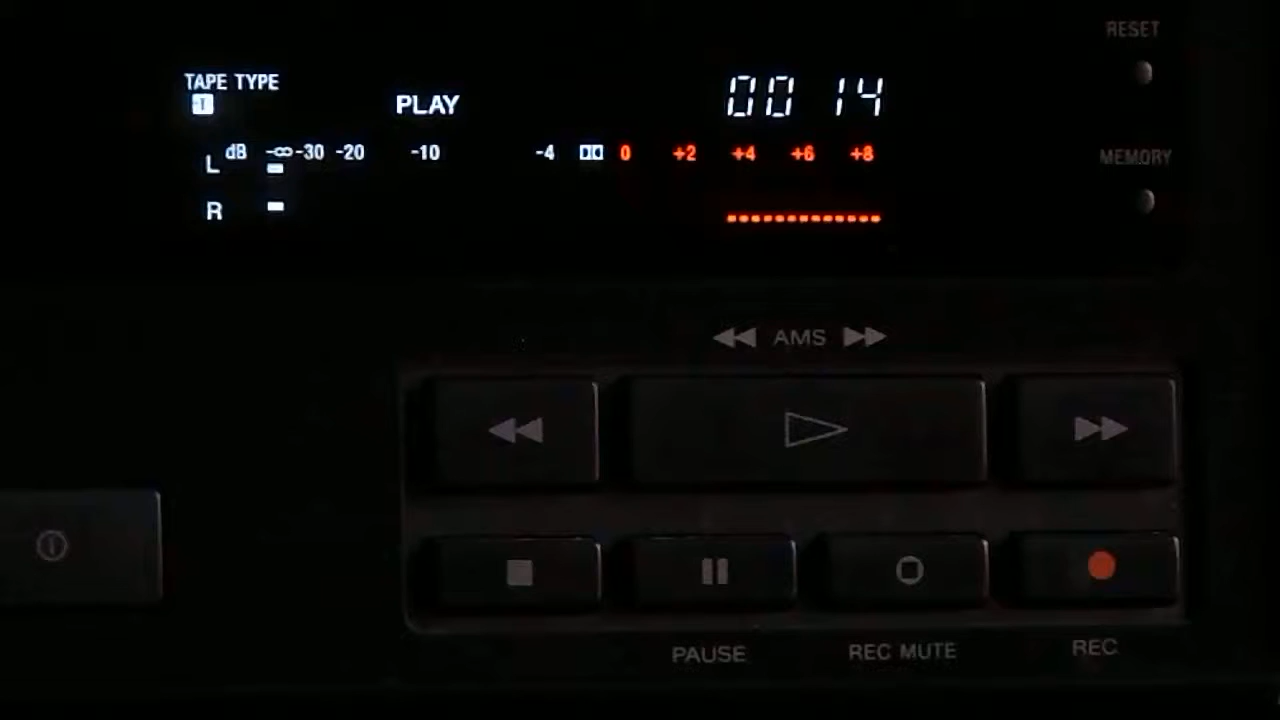 RESET
TAPE TYPE
I PLAY 00 14
dB -∞ -30 -20 -10 -4 0 +2 +4 +6 +8
L
MEMORY
R
AMS
PAUSE REC MUTE REC